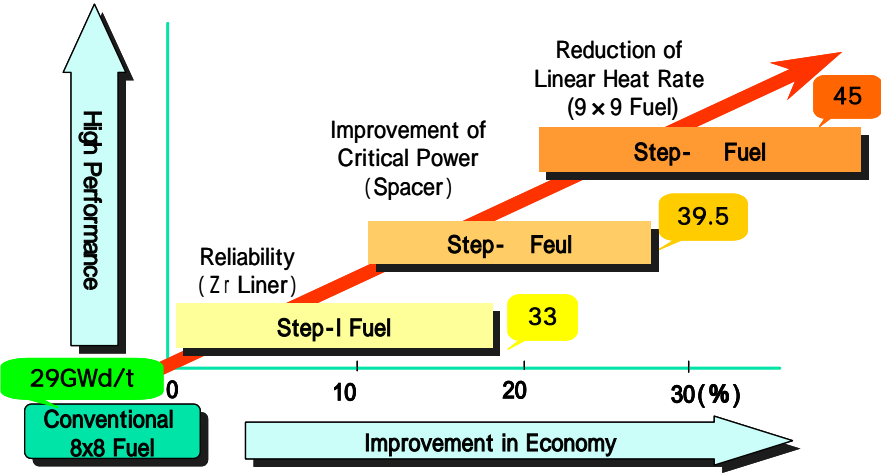 Reduction of
Linear Heat Rate
(9×9 Fuel)
45
Step-   Fuel
Improvement of
Critical Power
(Spacer)
39.5
Step-   Feul
Reliability
(Zr Liner)
33
Step-I Fuel
High Performance
29GWd/t
0
10
20
30(%)
Conventional
8x8 Fuel
Improvement in Economy